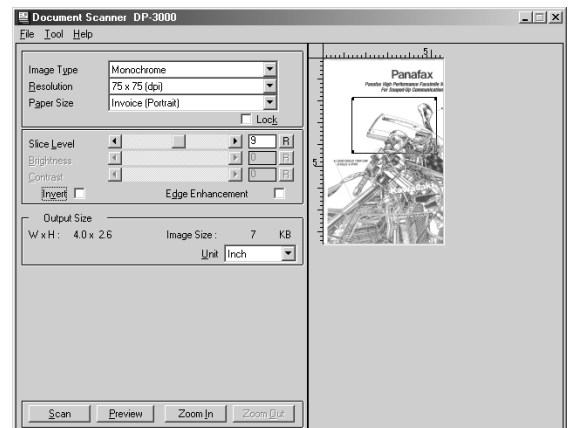 Document Scanner DP-3000
File Tool Help
Image Type Monochrome
Resolution 75 x 75 (dpi)
Paper Size Invoice (Portrait)
Lock
Slice Level 9 R
Brightness 0 R
Contrast 0 R
Invert Edge Enhancement
Output Size
W x H : 4.0 x 2.6 Image Size : 7 KB
Unit Inch
Scan Preview Zoom In Zoom Out
5
5
Panafax
Panafax High Performance Facsimile
For Souped-Up Communication